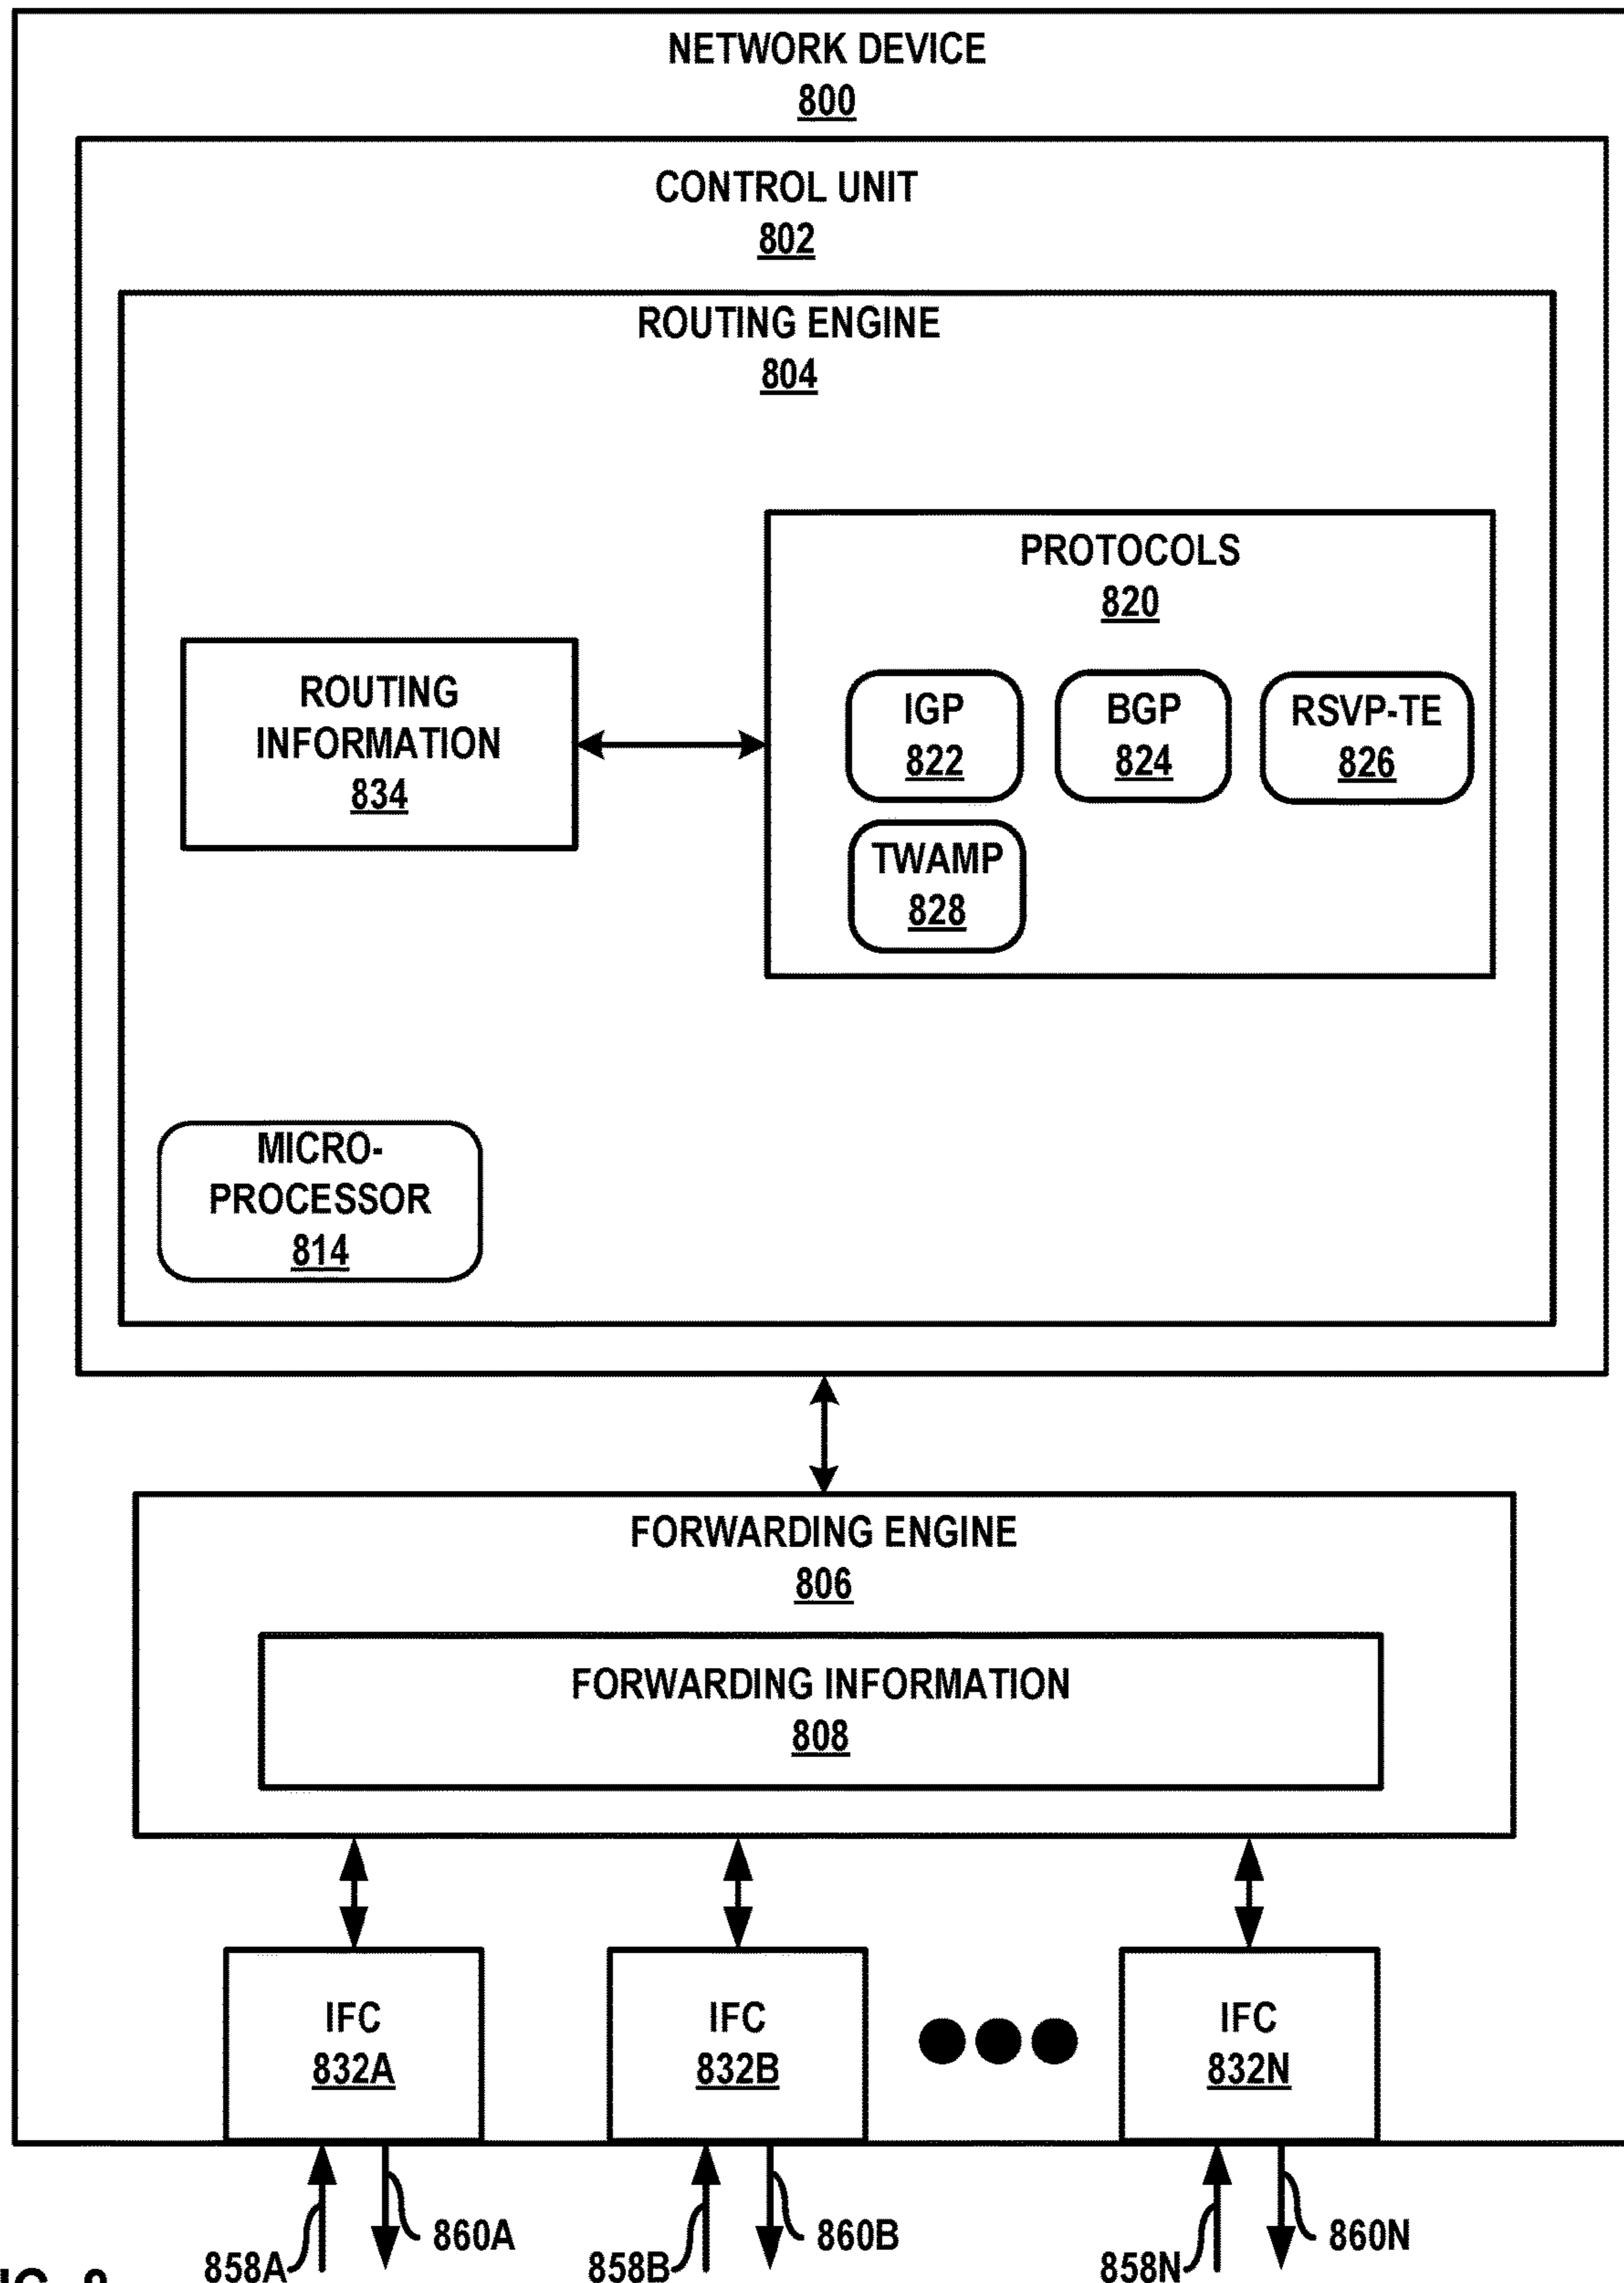 NETWORK DEVICE
800
CONTROL UNIT
802
ROUTING ENGINE
804
PROTOCOLS
820
ROUTING
INFORMATION
834
IGP
822
BGP
824
RSVP-TE
826
TWAMP
828
MICRO-
PROCESSOR
814
FORWARDING ENGINE
806
FORWARDING INFORMATION
808
IFC
832A
IFC
832B
IFC
832N
858A
860A
858B
860B
858N
860N